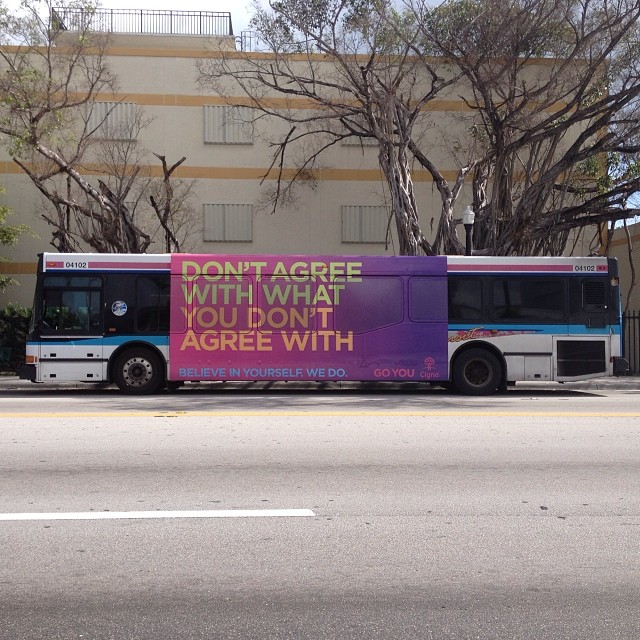 04102
04102
DON'T AGREE
WITH WHAT
YOU DON'T
AGREE WITH
BELIEVE IN YOURSELF. WE DO.
GO YOU
Cigna